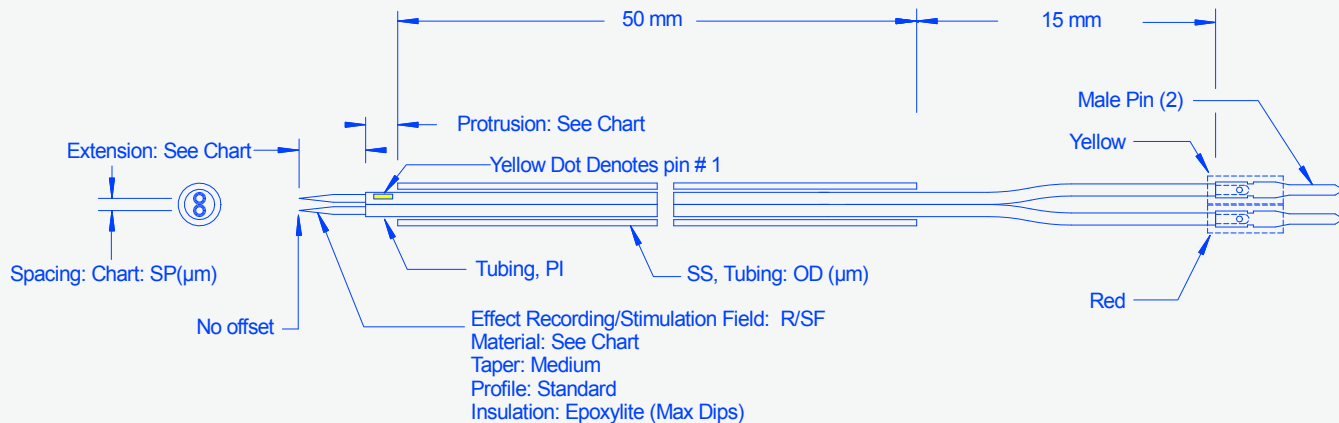 50 mm
15 mm
Male Pin (2)
Protrusion: See Chart
Yellow
Extension: See Chart
Yellow Dot Denotes pin # 1
Spacing: Chart: SP(µm)
Tubing, PI
SS, Tubing: OD (µm)
Red
No offset
Effect Recording/Stimulation Field:  R/SF
Material: See Chart
Taper: Medium
Profile: Standard
Insulation: Epoxylite (Max Dips)